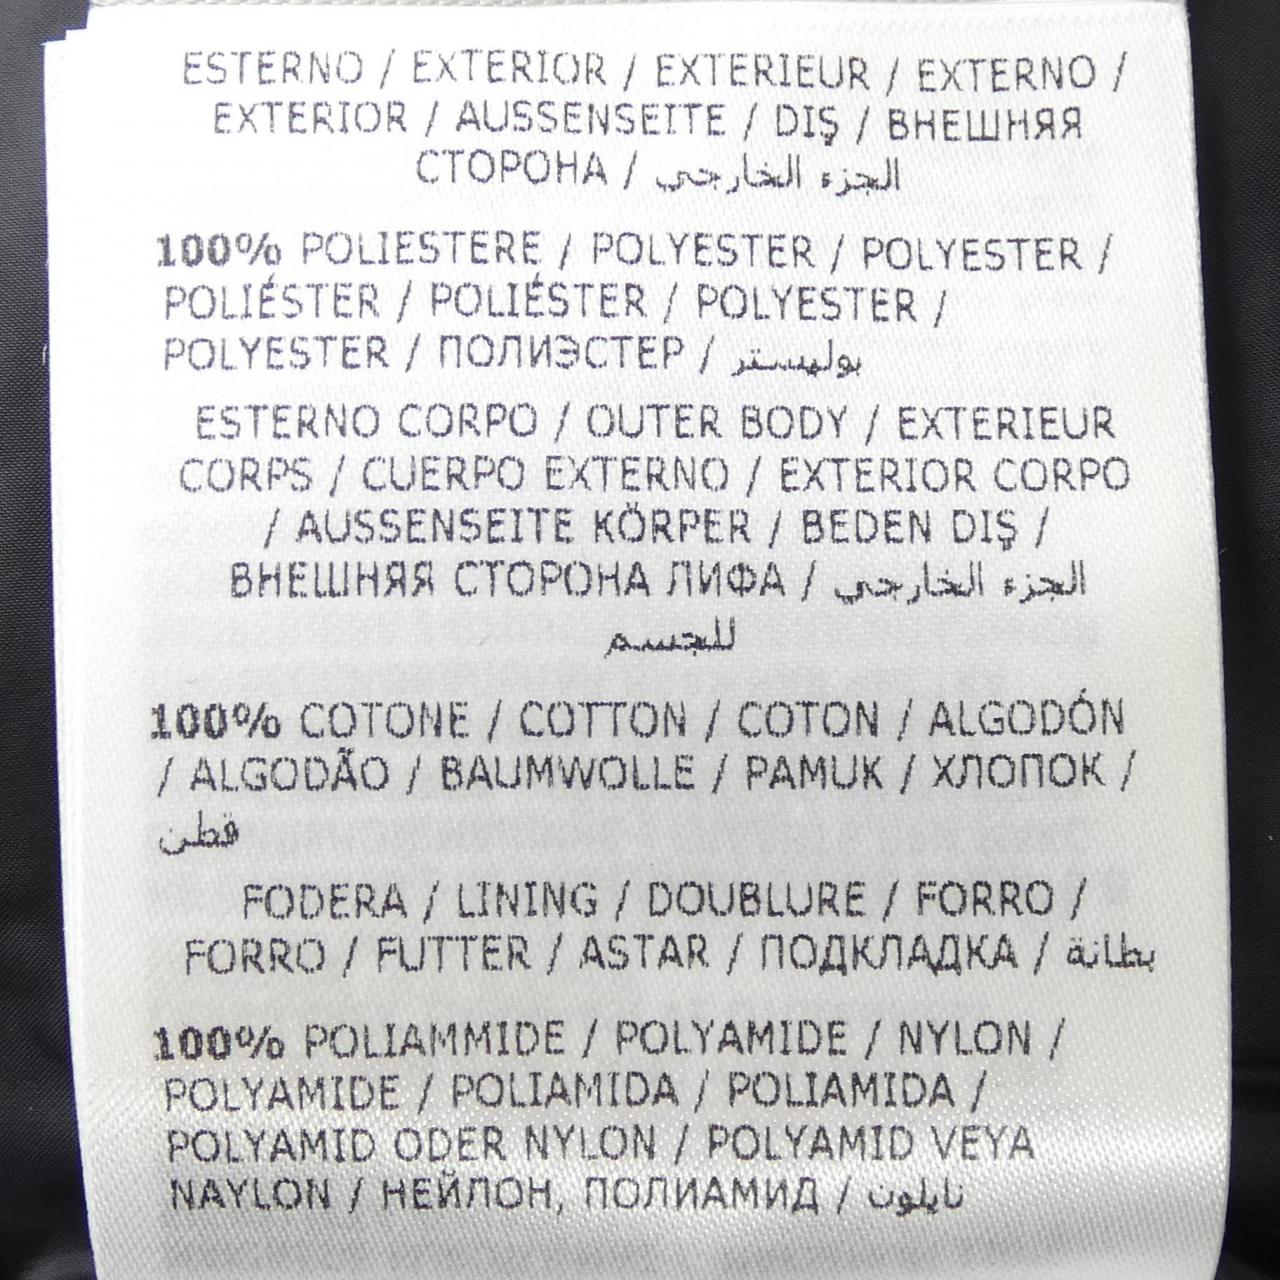 ESTERNO / EXTERIOR / EXTERIEUR / EXTERNO /
EXTERIOR / AUSSENSEITE / DIŞ / ВНЕШНЯЯ
СТОРОНА / الجزء الخارجي
100% POLIESTERE / POLYESTER / POLYESTER /
POLIÉSTER / POLIÉSTER / POLYESTER /
POLYESTER / ПОЛИЭСТЕР / بوليستر
ESTERNO CORPO / OUTER BODY / EXTERIEUR
CORPS / CUERPO EXTERNO / EXTERIOR CORPO
/ AUSSENSEITE KÖRPER / BEDEN DIŞ /
ВНЕШНЯЯ СТОРОНА ЛИФА / الجزء الخارجي
للجسم
100% COTONE / COTTON / COTON / ALGODÓN
/ ALGODÃO / BAUMWOLLE / PAMUK / ХЛОПОК /
قطن
FODERA / LINING / DOUBLURE / FORRO /
FORRO / FUTTER / ASTAR / ПОДКЛАДКА / بطانة
100% POLIAMMIDE / POLYAMIDE / NYLON /
POLYAMIDE / POLIAMIDA / POLIAMIDA /
POLYAMID ODER NYLON / POLYAMID VEYA
NAYLON / НЕЙЛОН, ПОЛИАМИД / نايلون